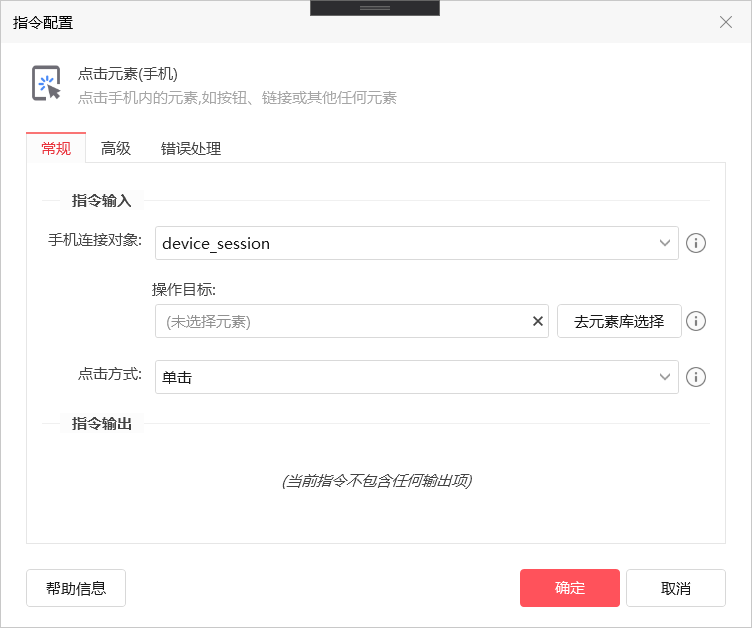 指令配置
点击元素(手机)
点击手机内的元素,如按钮、链接或其他任何元素
常规 高级 错误处理
指令输入
手机连接对象: device_session
操作目标:
(未选择元素) 去元素库选择
点击方式: 单击
指令输出
(当前指令不包含任何输出项)
帮助信息 确定 取消